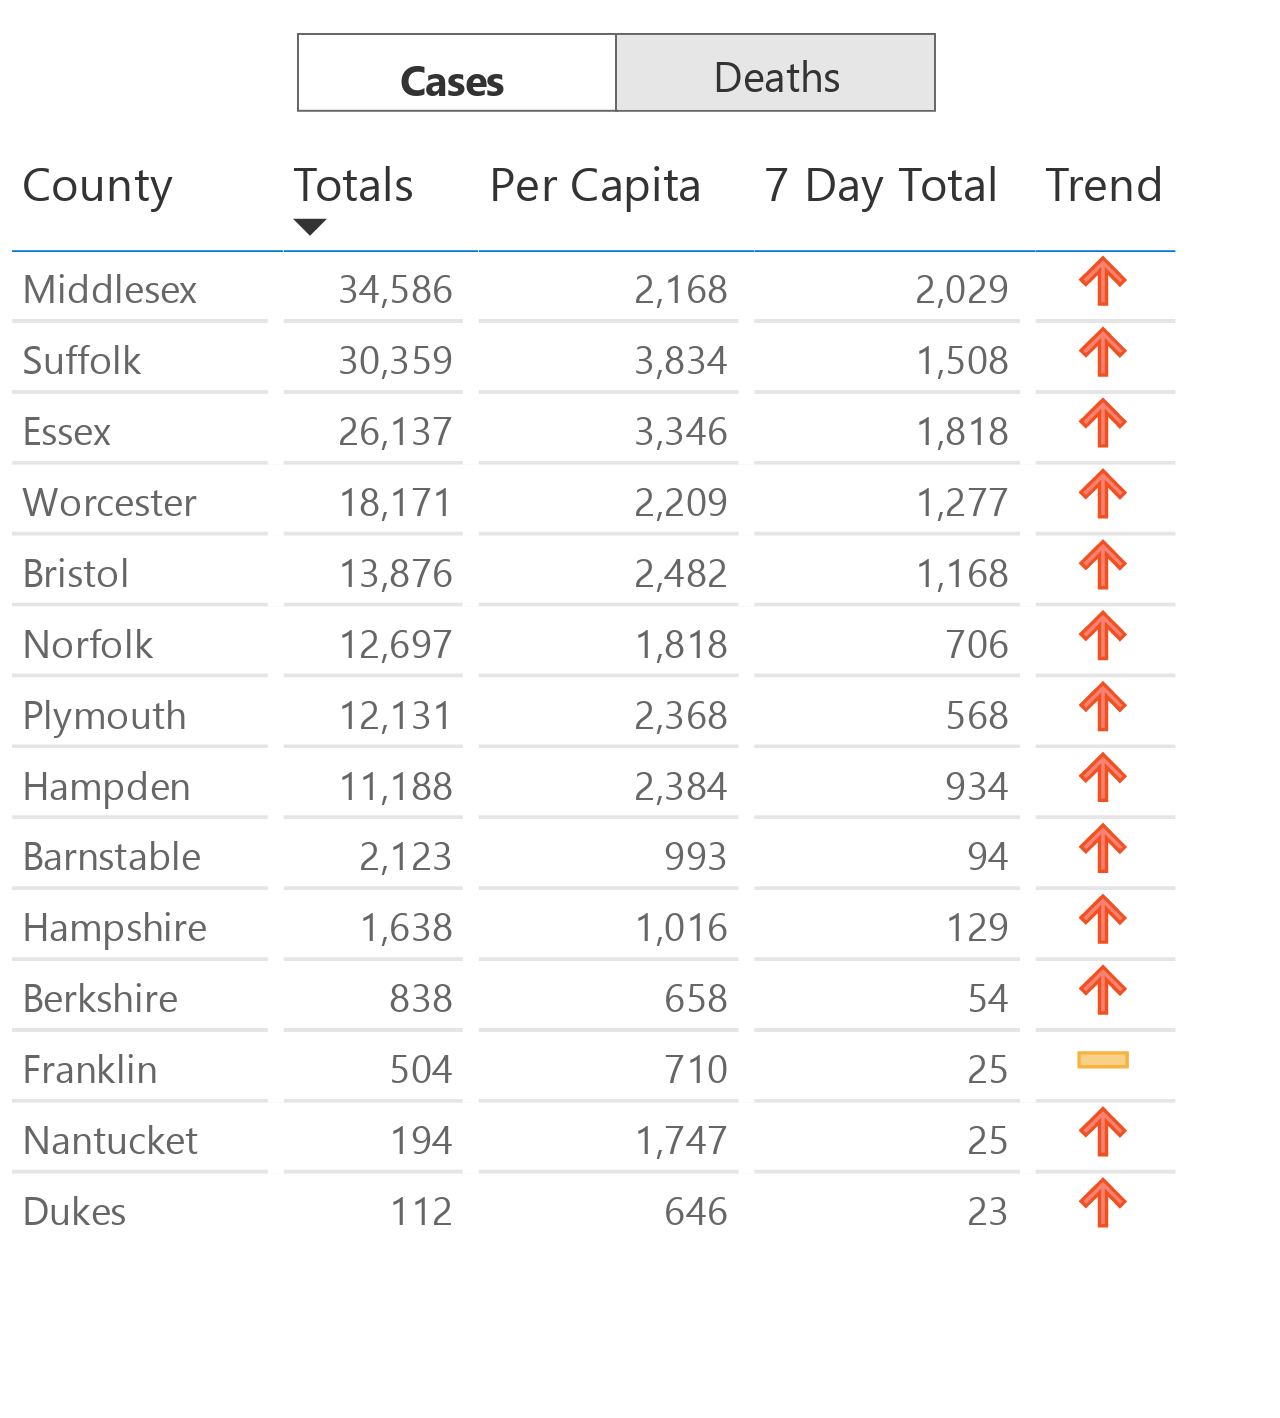 Cases Deaths
County Totals Per Capita 7 Day Total Trend
Middlesex 34,586 2,168 2,029
Suffolk 30,359 3,834 1,508
Essex 26,137 3,346 1,818
Worcester 18,171 2,209 1,277
Bristol 13,876 2,482 1,168
Norfolk 12,697 1,818 706
Plymouth 12,131 2,368 568
Hampden 11,188 2,384 934
Barnstable 2,123 993 94
Hampshire 1,638 1,016 129
Berkshire 838 658 54
Franklin 504 710 25
Nantucket 194 1,747 25
Dukes 112 646 23